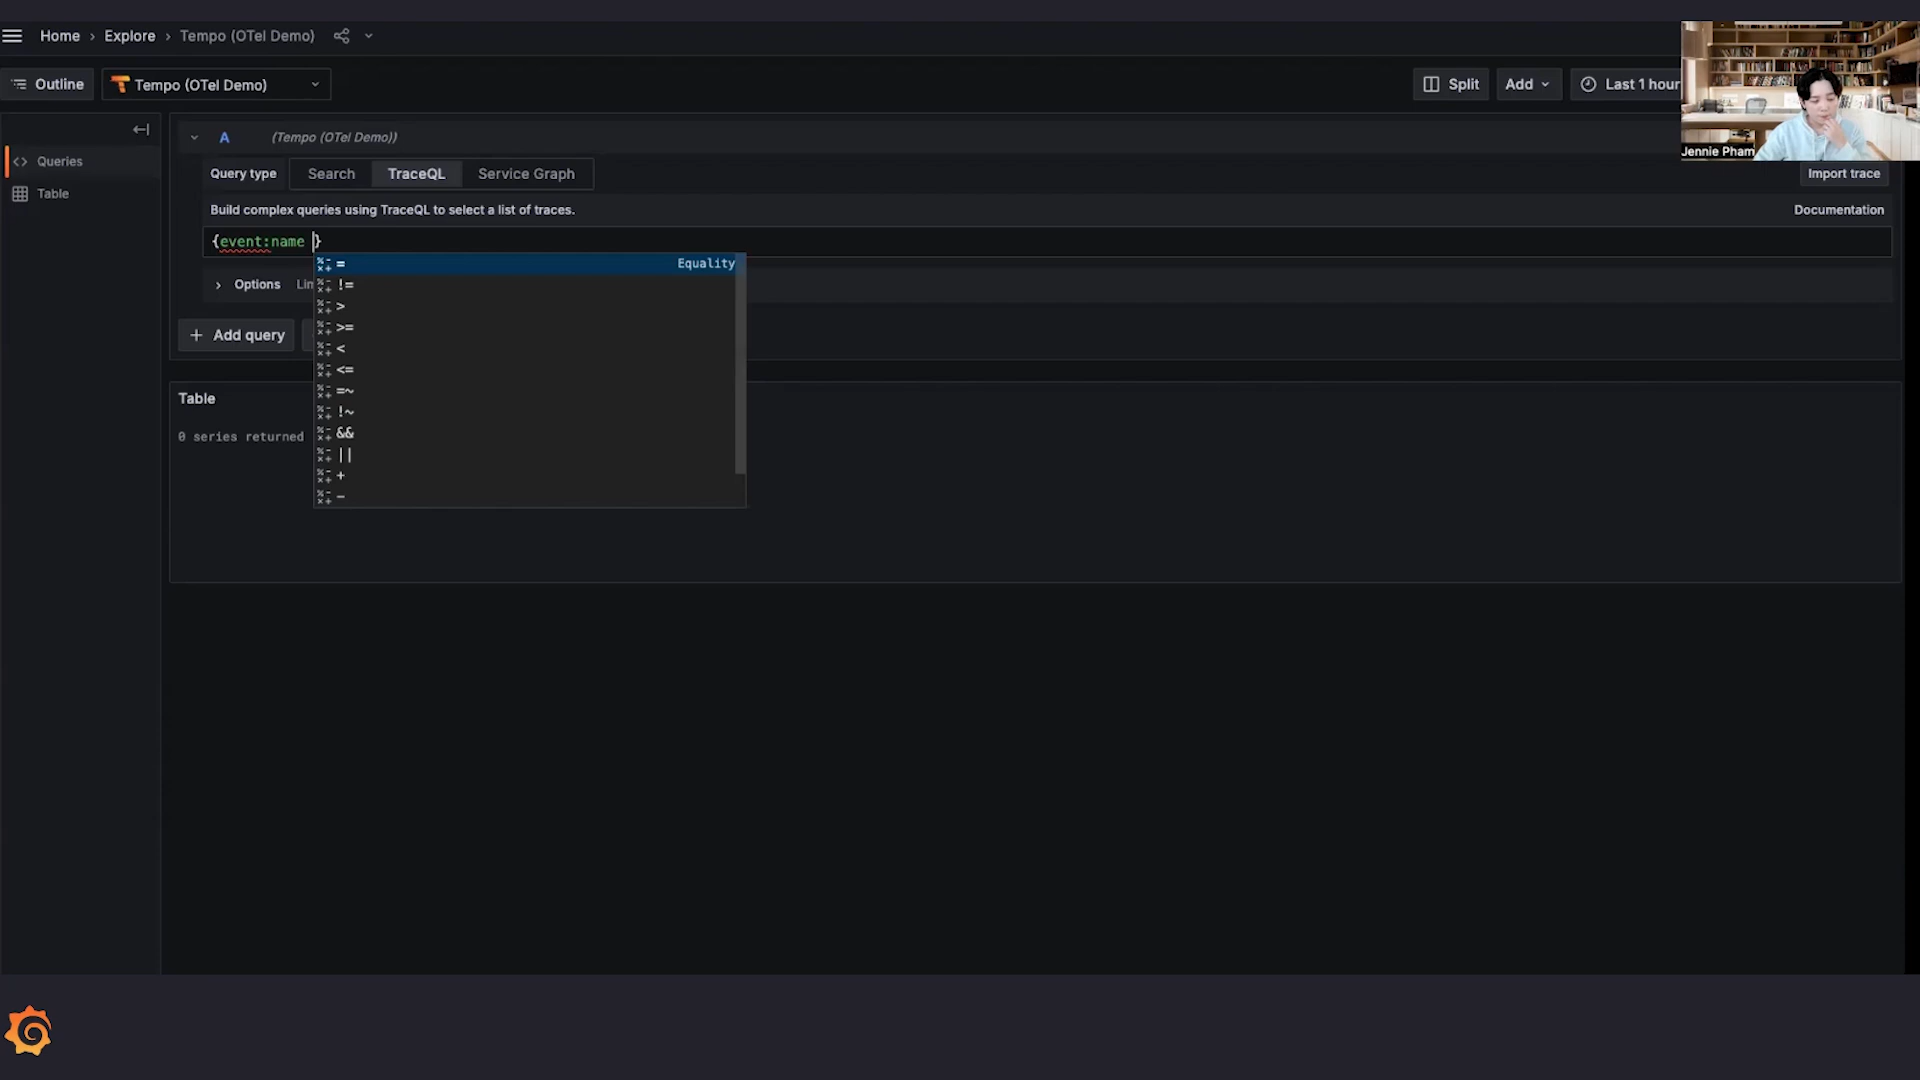 Home › Explore › Tempo (OTel Demo)
Outline
Tempo (OTel Demo)
Split
Add
Last 1 hour
Jennie Pham
Queries
Table
A (Tempo (OTel Demo))
Query type
Search
TraceQL
Service Graph
Import trace
Build complex queries using TraceQL to select a list of traces.
Documentation
{event:name }
= Equality
!=
>
>=
<
<=
=~
!~
&&
||
+
-
Options
+ Add query
Table
0 series returned